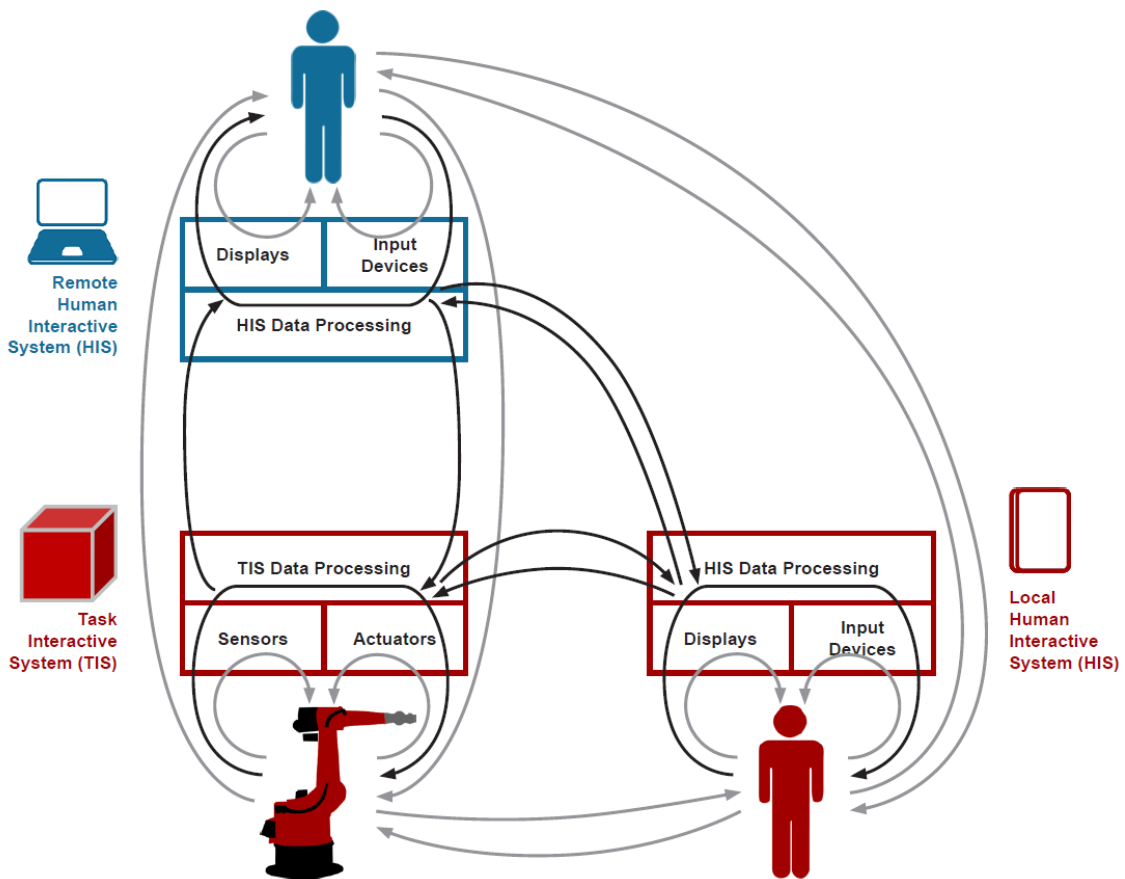 Displays
Input
Devices
HIS Data Processing
Remote
Human
Interactive
System (HIS)
TIS Data Processing
Sensors
Actuators
Task
Interactive
System (TIS)
HIS Data Processing
Displays
Input
Devices
Local
Human
Interactive
System (HIS)